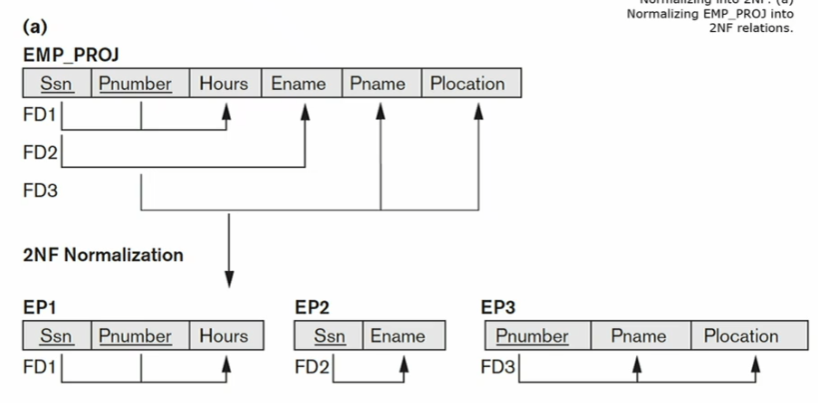 Normalizing into 2NF. (a)
Normalizing EMP_PROJ into
2NF relations.
(a)
EMP_PROJ
Ssn Pnumber Hours Ename Pname Plocation
FD1
FD2
FD3
2NF Normalization
EP1 EP2 EP3
Ssn Pnumber Hours Ssn Ename Pnumber Pname Plocation
FD1 FD2 FD3